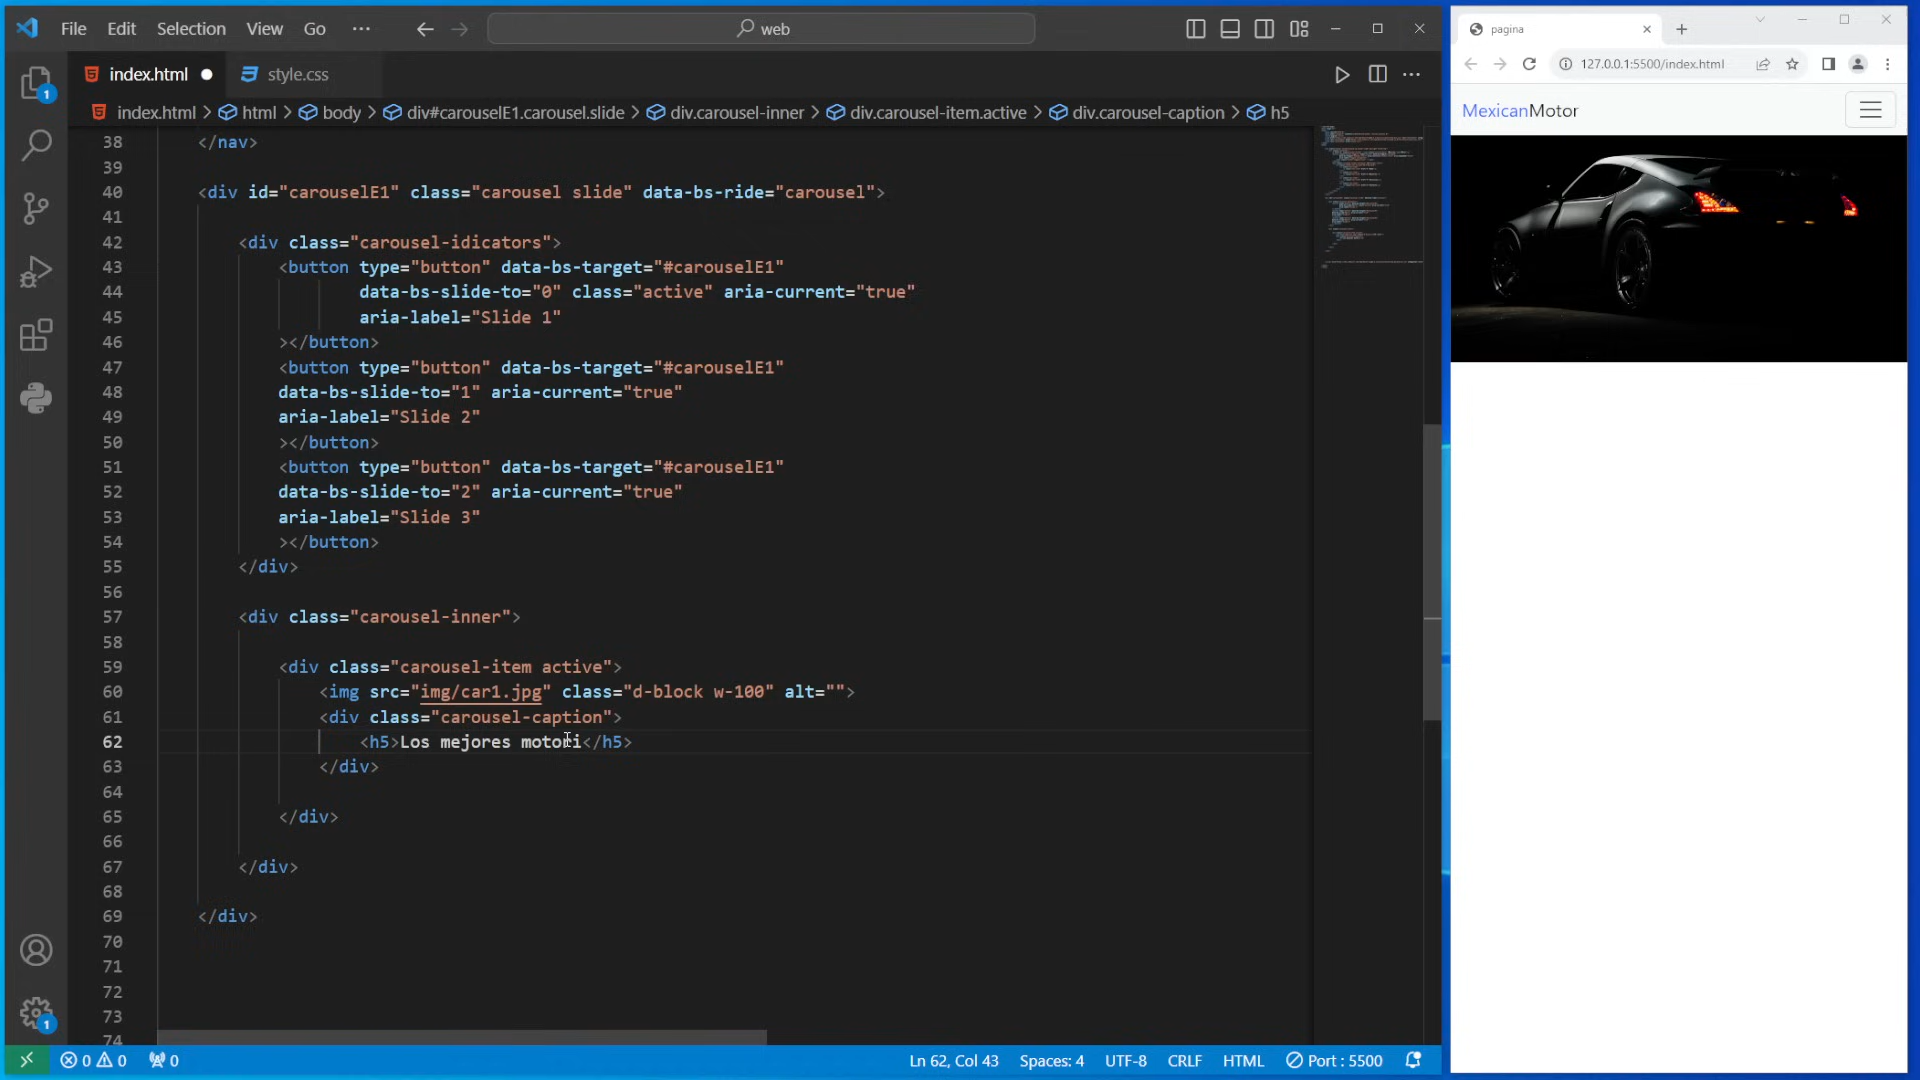 File Edit Selection View Go ··· web
index.html style.css
index.html > html > body > div#carouselE1.carousel.slide > div.carousel-inner > div.carousel-item.active > div.carousel-caption > h5
38 </nav>
39
40 <div id="carouselE1" class="carousel slide" data-bs-ride="carousel">
41
42 <div class="carousel-idicators">
43 <button type="button" data-bs-target="#carouselE1"
44 data-bs-slide-to="0" class="active" aria-current="true"
45 aria-label="Slide 1"
46 ></button>
47 <button type="button" data-bs-target="#carouselE1"
48 data-bs-slide-to="1" aria-current="true"
49 aria-label="Slide 2"
50 ></button>
51 <button type="button" data-bs-target="#carouselE1"
52 data-bs-slide-to="2" aria-current="true"
53 aria-label="Slide 3"
54 ></button>
55 </div>
56
57 <div class="carousel-inner">
58
59 <div class="carousel-item active">
60 <img src="img/car1.jpg" class="d-block w-100" alt="">
61 <div class="carousel-caption">
62 <h5>Los mejores motori</h5>
63 </div>
64
65 </div>
66
67 </div>
68
69 </div>
70
71
72
73
74
1
1
0 0 0
Ln 62, Col 43 Spaces: 4 UTF-8 CRLF HTML Port : 5500
pagina
127.0.0.1:5500/index.html
MexicanMotor